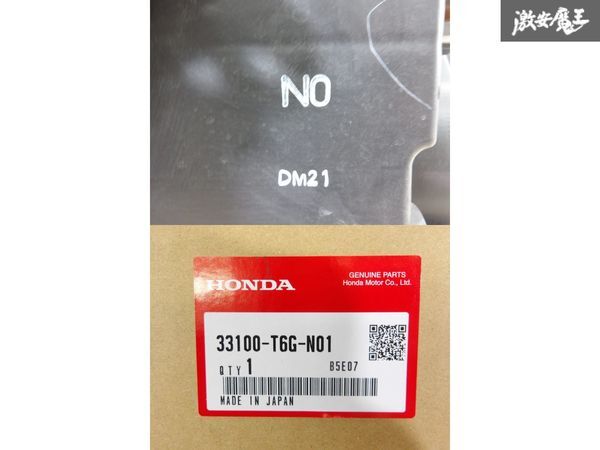 激安魔王
NO
DM21
HONDA
GENUINE PARTS
Honda Motor Co., Ltd.
33100-T6G-N01
QTY 1 B5E07
MADE IN JAPAN